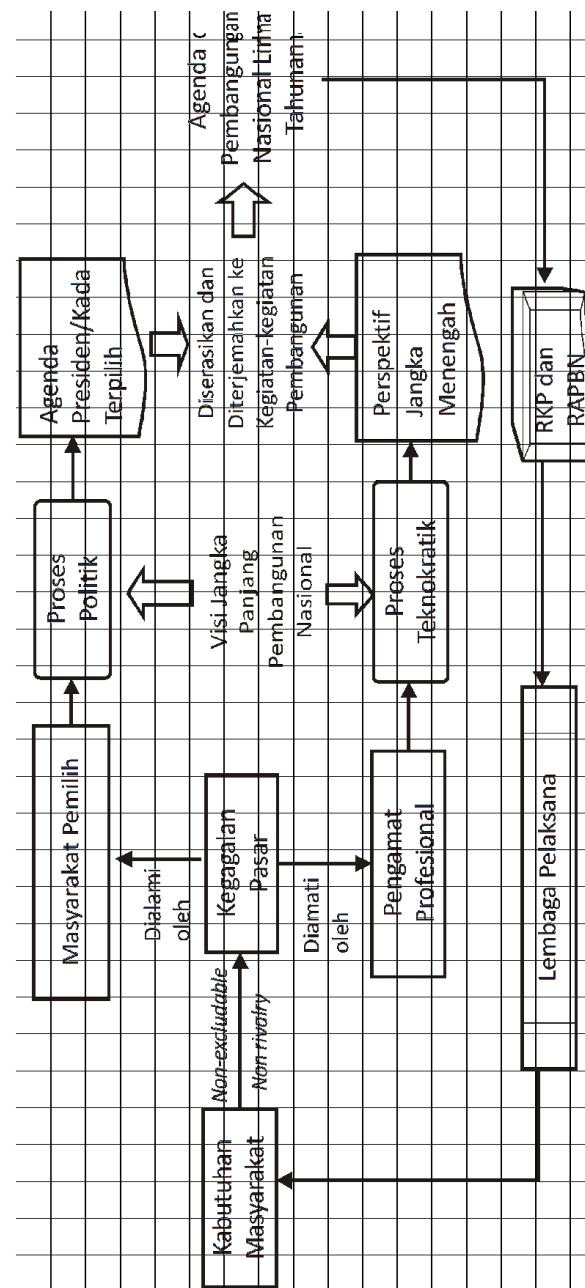 Masyarakat Pemilih
Proses
Politik
Agenda
Presiden/Kada
Terpilih
Dialami
oleh
Kabutuhan
Masyarakat
Non-excludable
Non rivalry
Kegagalan
Pasar
Visi Jangka
Panjang
Pembangunan
Nasional
Diserasikan dan
Diterjemahkan ke
Kegiatan-kegiatan
Pembangunan
Agenda
Pembangungan
Nasional Lima
Tahunan
Diamati
oleh
Pengamat
Profesional
Proses
Teknokratik
Perspektif
Jangka
Menengah
Lembaga Pelaksana
RKP dan
RAPBN